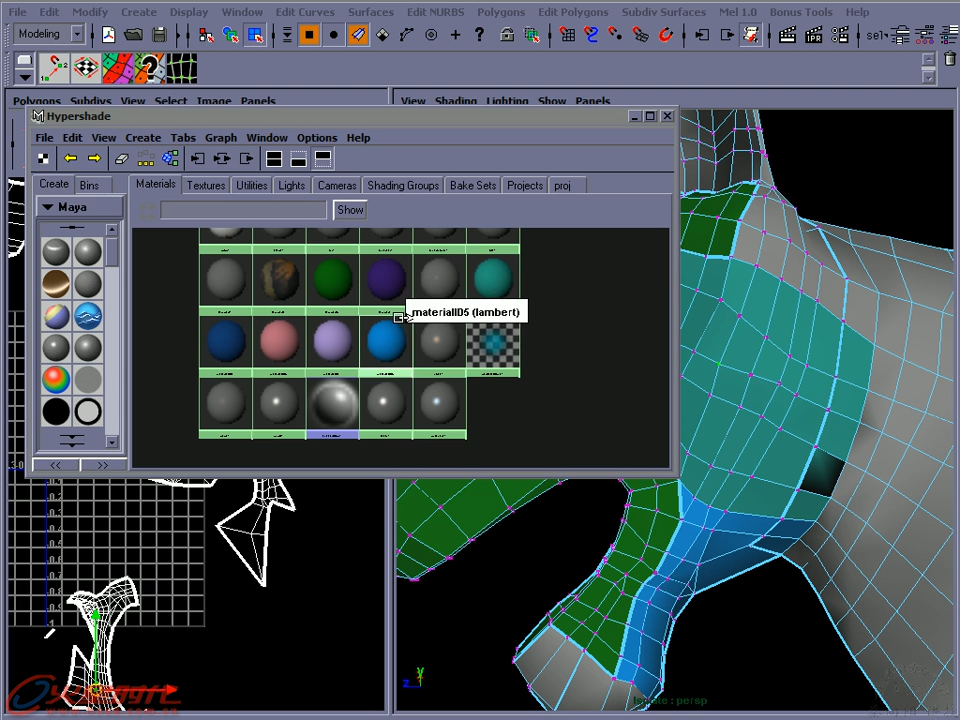 File Edit Modify Create Display Window Edit Curves Surfaces Edit NURBS Polygons Edit Polygons Subdiv Surfaces Mel 1.0 Bonus Tools Help
Modeling
IPR
sel
Polygons Subdivs View Select Image Panels
View Shading Lighting Show Panels
Hypershade
File Edit View Create Tabs Graph Window Options Help
Create Bins
Materials Textures Utilities Lights Cameras Shading Groups Bake Sets Projects proj
Maya
Show
materialID5 (lambert)
<< >>
y
z
persp